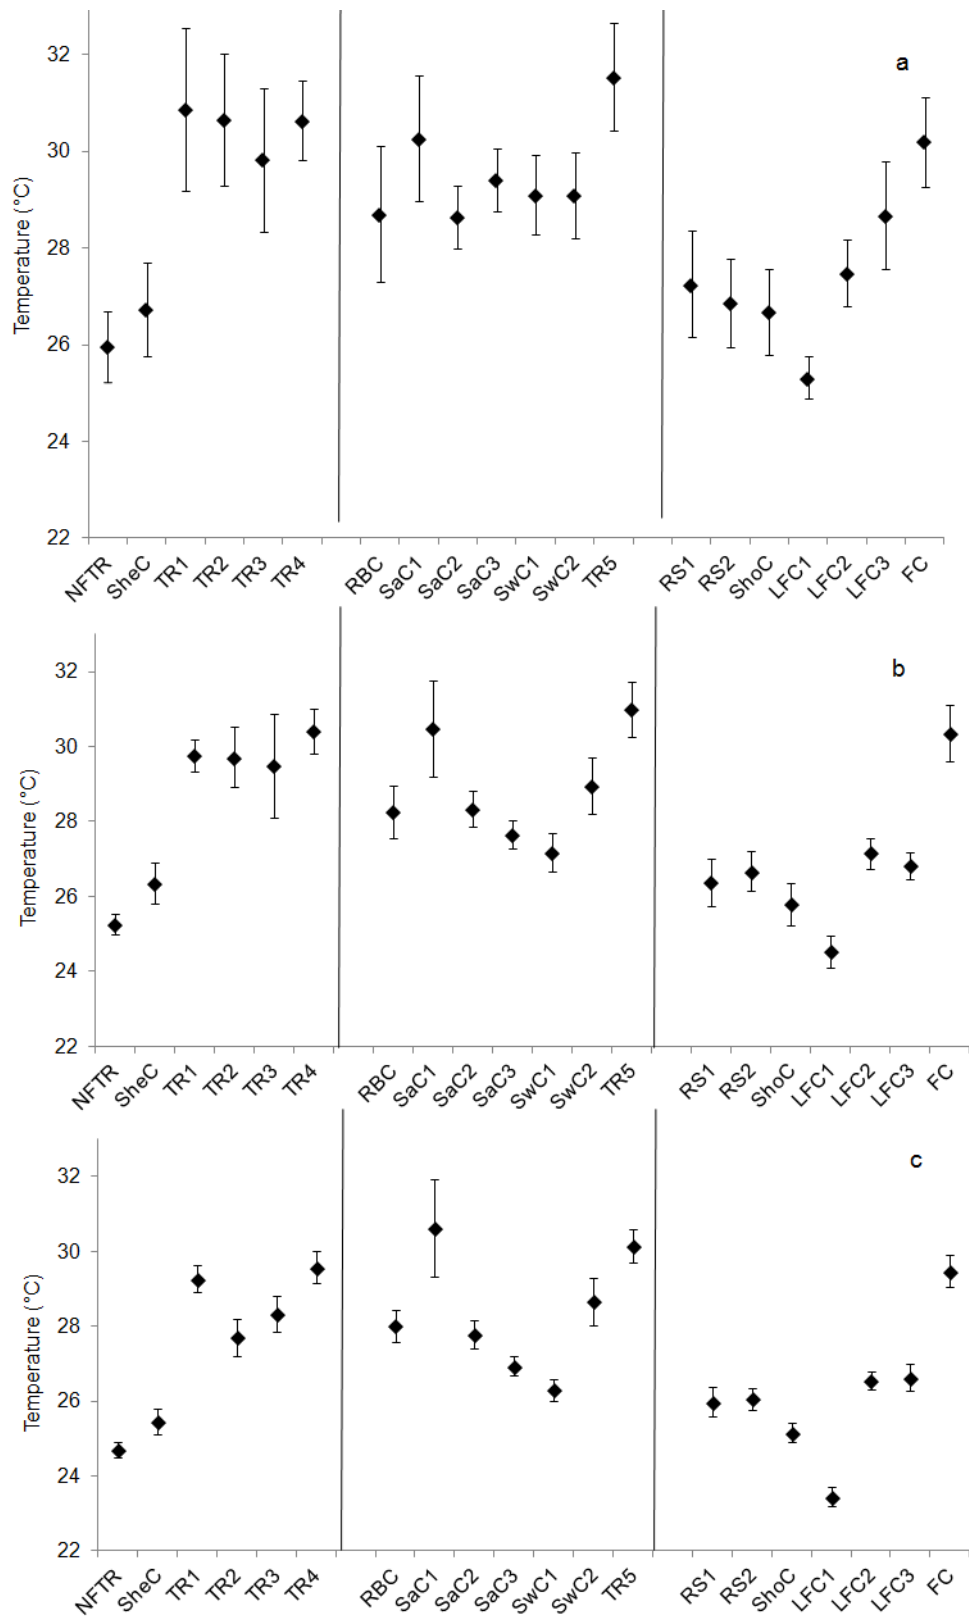 a
32
30
28
26
24
22
Temperature (°C)
NFTR SheC TR1 TR2 TR3 TR4 RBC SaC1 SaC2 SaC3 SwC1 SwC2 TR5 RS1 RS2 ShoC LFC1 LFC2 LFC3 FC
b
32
30
28
26
24
22
Temperature (°C)
NFTR SheC TR1 TR2 TR3 TR4 RBC SaC1 SaC2 SaC3 SwC1 SwC2 TR5 RS1 RS2 ShoC LFC1 LFC2 LFC3 FC
c
32
30
28
26
24
22
Temperature (°C)
NFTR SheC TR1 TR2 TR3 TR4 RBC SaC1 SaC2 SaC3 SwC1 SwC2 TR5 RS1 RS2 ShoC LFC1 LFC2 LFC3 FC